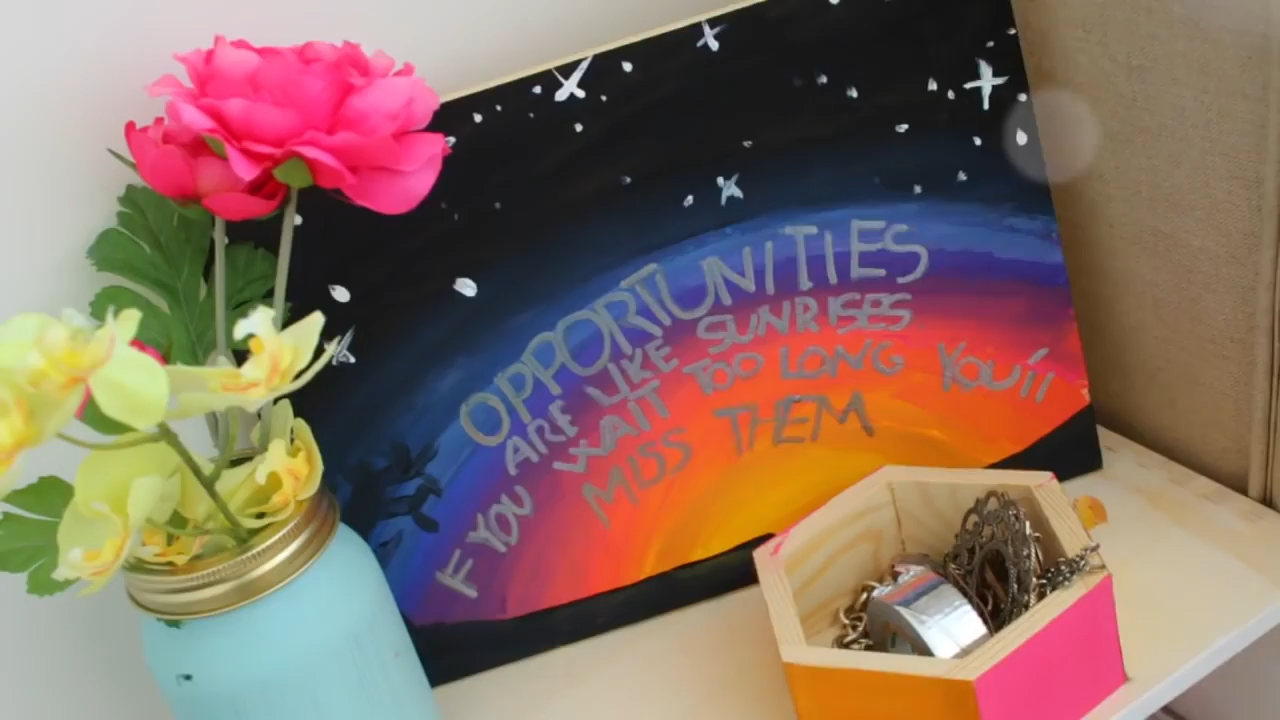 OPPORTUNITIES
ARE LIKE SUNRISES
IF YOU WAIT TOO LONG YOU'll
MISS THEM